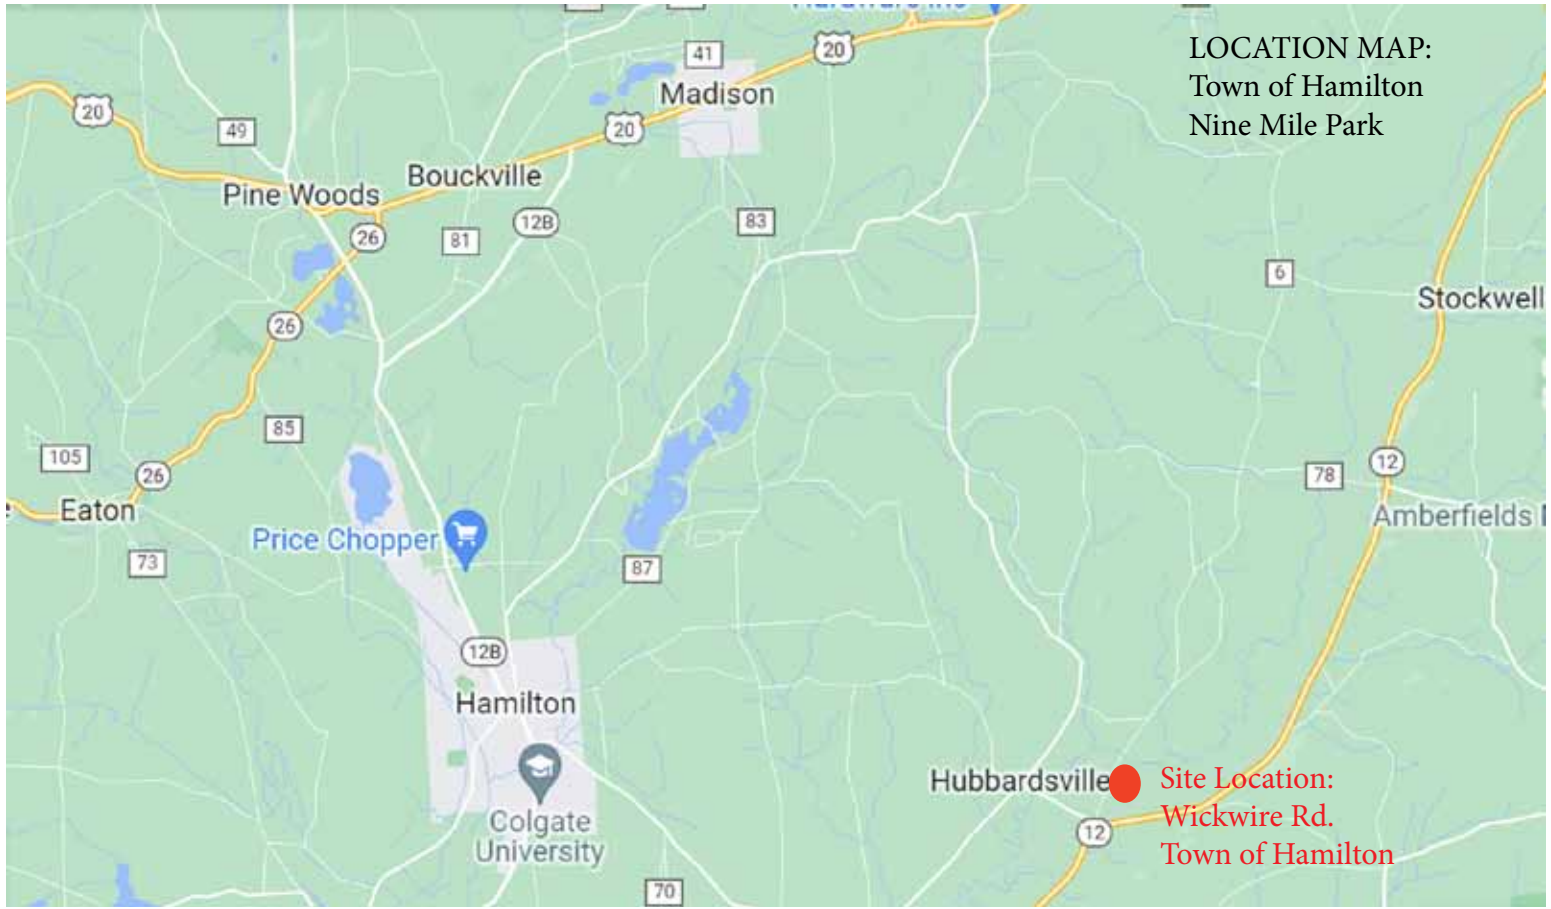 LOCATION MAP:
Town of Hamilton
Nine Mile Park
20
41
Madison
20
49
20
Bouckville
Pine Woods
12B
83
26
81
6
Stockwell
26
85
105
26
12
78
Eaton
Amberfields
Price Chopper
73
87
12B
Hamilton
Hubbardsville
Site Location:
Wickwire Rd.
Town of Hamilton
12
Colgate
University
70